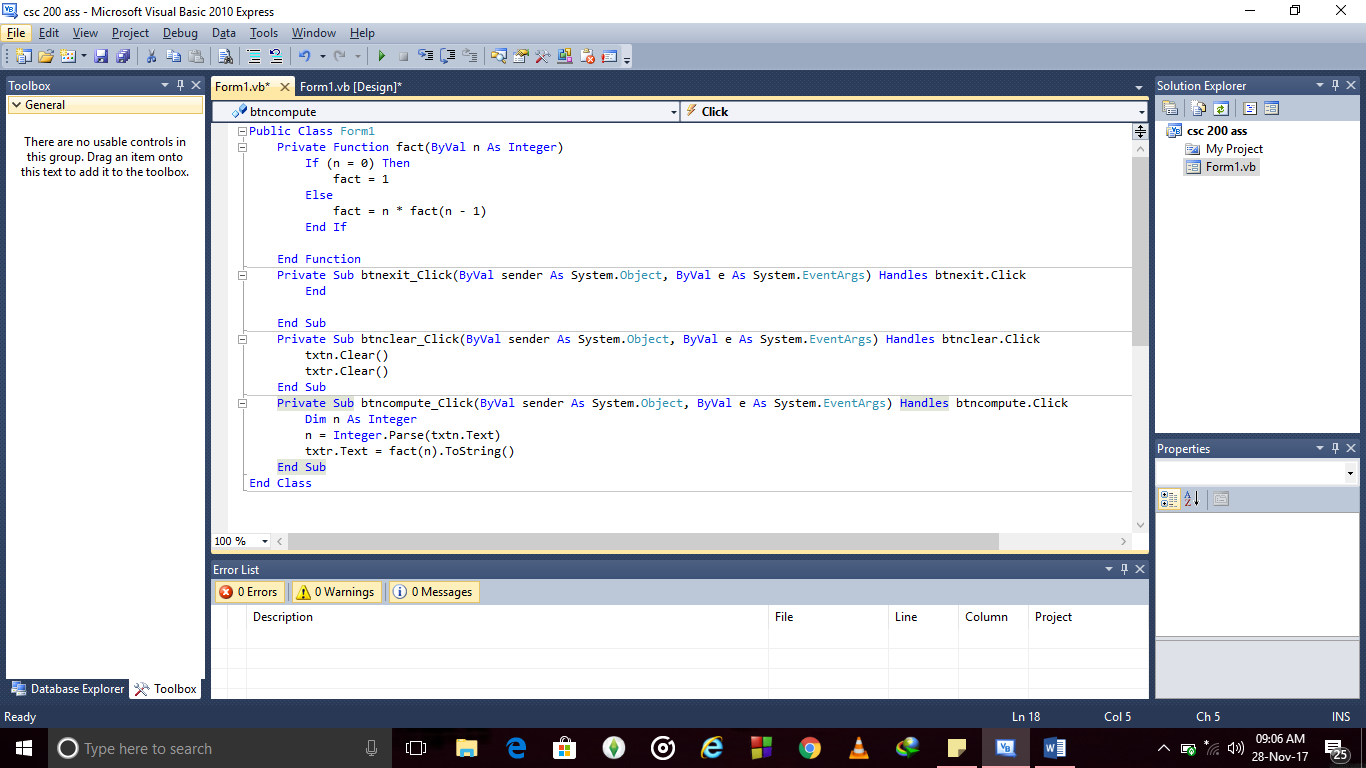 csc 200 ass - Microsoft Visual Basic 2010 Express
File Edit View Project Debug Data Tools Window Help
Toolbox
General
There are no usable controls in
this group. Drag an item onto
this text to add it to the toolbox.
Database Explorer Toolbox
Form1.vb* Form1.vb [Design]*
btncompute Click
Public Class Form1
Private Function fact(ByVal n As Integer)
If (n = 0) Then
fact = 1
Else
fact = n * fact(n - 1)
End If
End Function
Private Sub btnexit_Click(ByVal sender As System.Object, ByVal e As System.EventArgs) Handles btnexit.Click
End
End Sub
Private Sub btnclear_Click(ByVal sender As System.Object, ByVal e As System.EventArgs) Handles btnclear.Click
txtn.Clear()
txtr.Clear()
End Sub
Private Sub btncompute_Click(ByVal sender As System.Object, ByVal e As System.EventArgs) Handles btncompute.Click
Dim n As Integer
n = Integer.Parse(txtn.Text)
txtr.Text = fact(n).ToString()
End Sub
End Class
100 %
Error List
0 Errors 0 Warnings 0 Messages
Description File Line Column Project
Solution Explorer
csc 200 ass
My Project
Form1.vb
Properties
Ready Ln 18 Col 5 Ch 5 INS
Type here to search
09:06 AM
28-Nov-17
25